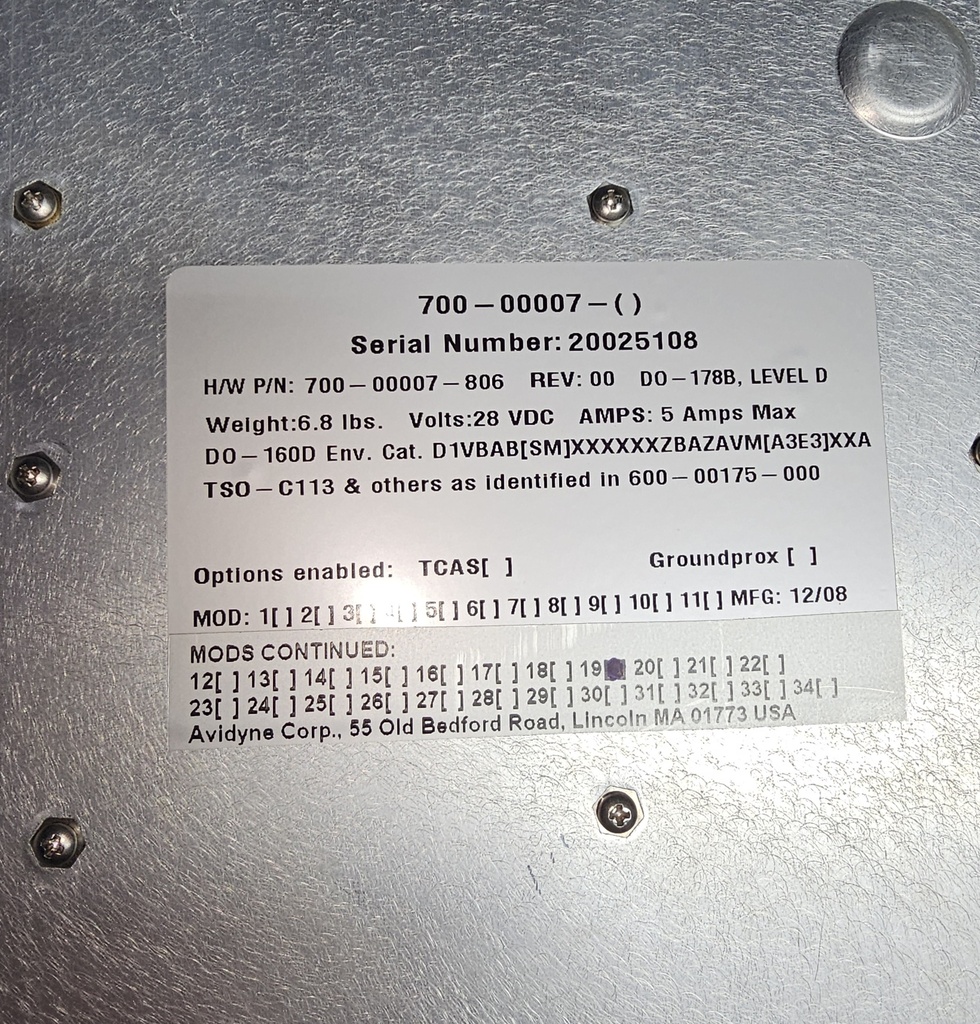 700-00007-( )
Serial Number: 20025108
H/W P/N: 700-00007-806 REV: 00 DO-178B, LEVEL D
Weight:6.8 lbs. Volts:28 VDC AMPS: 5 Amps Max
DO-160D Env. Cat. D1VBAB[SM]XXXXXXZBAZAVM[A3E3]XXA
TSO-C113 & others as identified in 600-00175-000
Options enabled: TCAS[ ] Groundprox [ ]
MOD: 1[ ] 2[ ] 3[ ] 4[ ] 5[ ] 6[ ] 7[ ] 8[ ] 9[ ] 10[ ] 11[ ] MFG: 12/08
MODS CONTINUED:
12[ ] 13[ ] 14[ ] 15[ ] 16[ ] 17[ ] 18[ ] 19[■] 20[ ] 21[ ] 22[ ]
23[ ] 24[ ] 25[ ] 26[ ] 27[ ] 28[ ] 29[ ] 30[ ] 31[ ] 32[ ] 33[ ] 34[ ]
Avidyne Corp., 55 Old Bedford Road, Lincoln MA 01773 USA